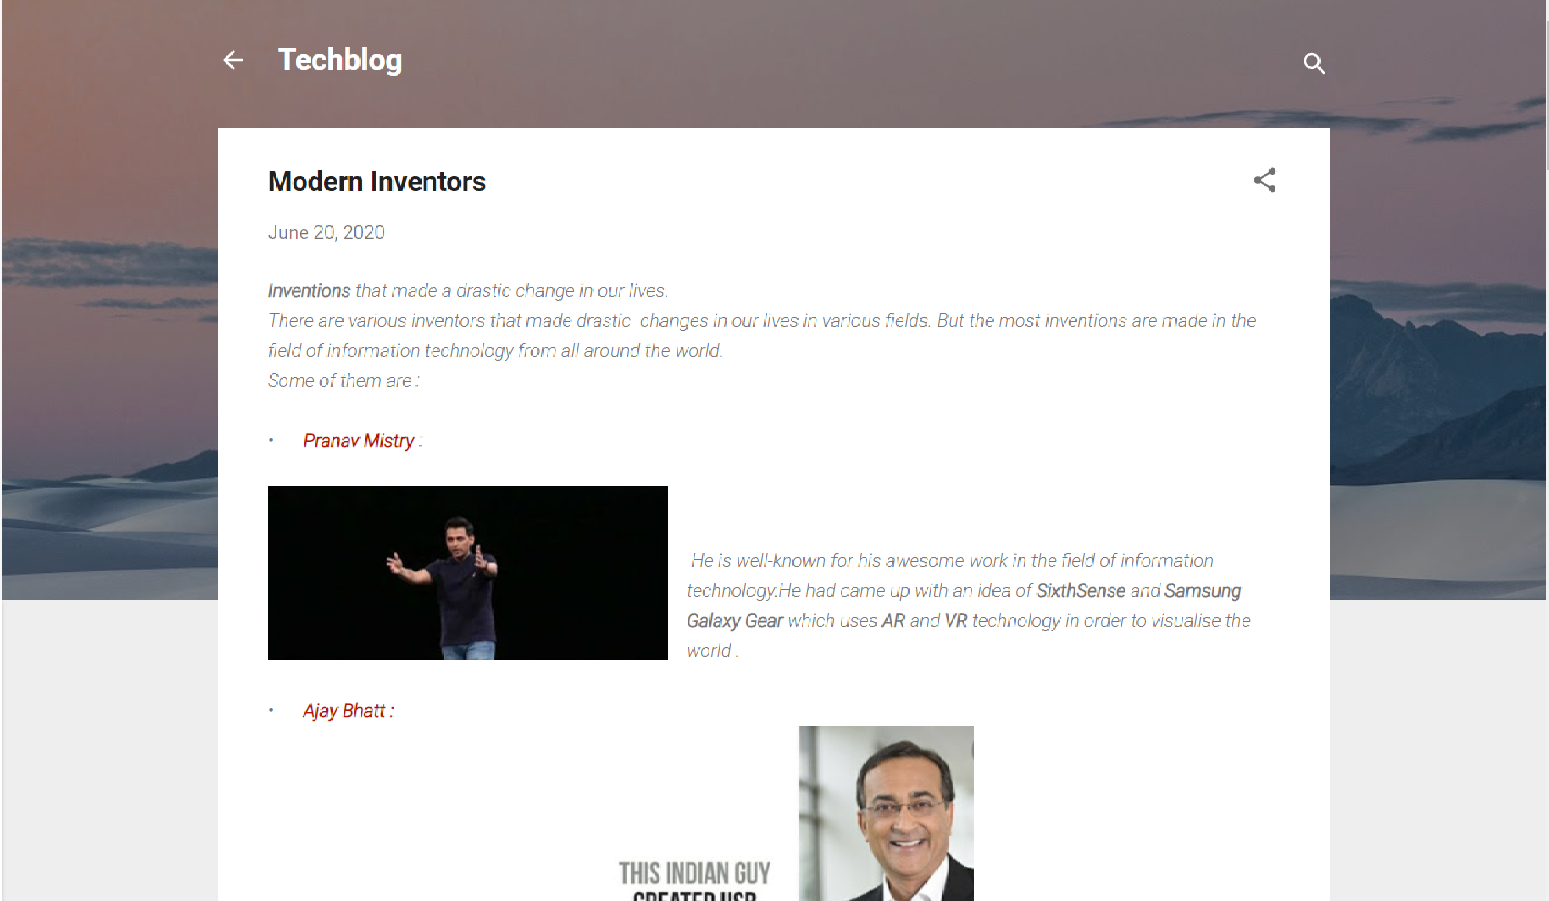 Techblog
Modern Inventors
June 20, 2020
Inventions that made a drastic change in our lives.
There are various inventors that made drastic  changes in our lives in various fields. But the most inventions are made in the
field of information technology from all around the world.
Some of them are :
• Pranav Mistry :
He is well-known for his awesome work in the field of information
technology.He had came up with an idea of SixthSense and Samsung
Galaxy Gear which uses AR and VR technology in order to visualise the
world .
• Ajay Bhatt :
THIS INDIAN GUY
CREATED USB